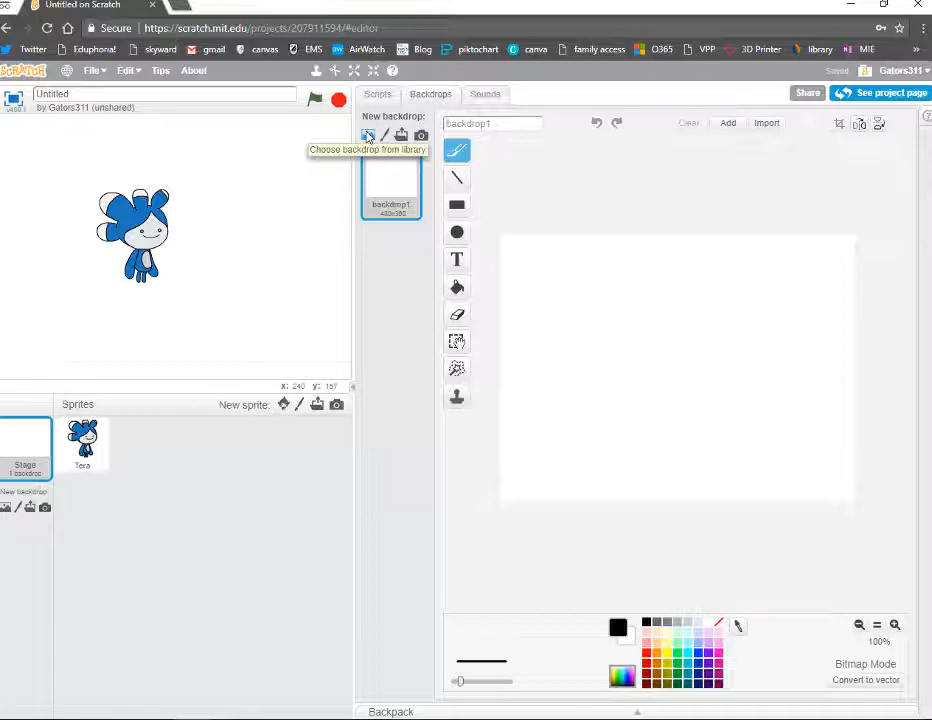 Untitled on Scratch
Secure https://scratch.mit.edu/projects/207911594/#editor
Twitter Eduphoria! skyward gmail canvas EMS AirWatch Blog piktochart canva family access O365 VPP 3D Printer library MIE »
SCRATCH File Edit Tips About Saved Gators311
Untitled
by Gators311 (unshared)
Scripts Backdrops Sounds Share See project page
New backdrop:
backdrop1 Clear Add Import
Choose backdrop from library
backdrop1
480x360
T
x: 240 y: 157
Sprites New sprite:
Stage
1 backdrop
Tera
New backdrop
100%
Bitmap Mode
Convert to vector
Backpack